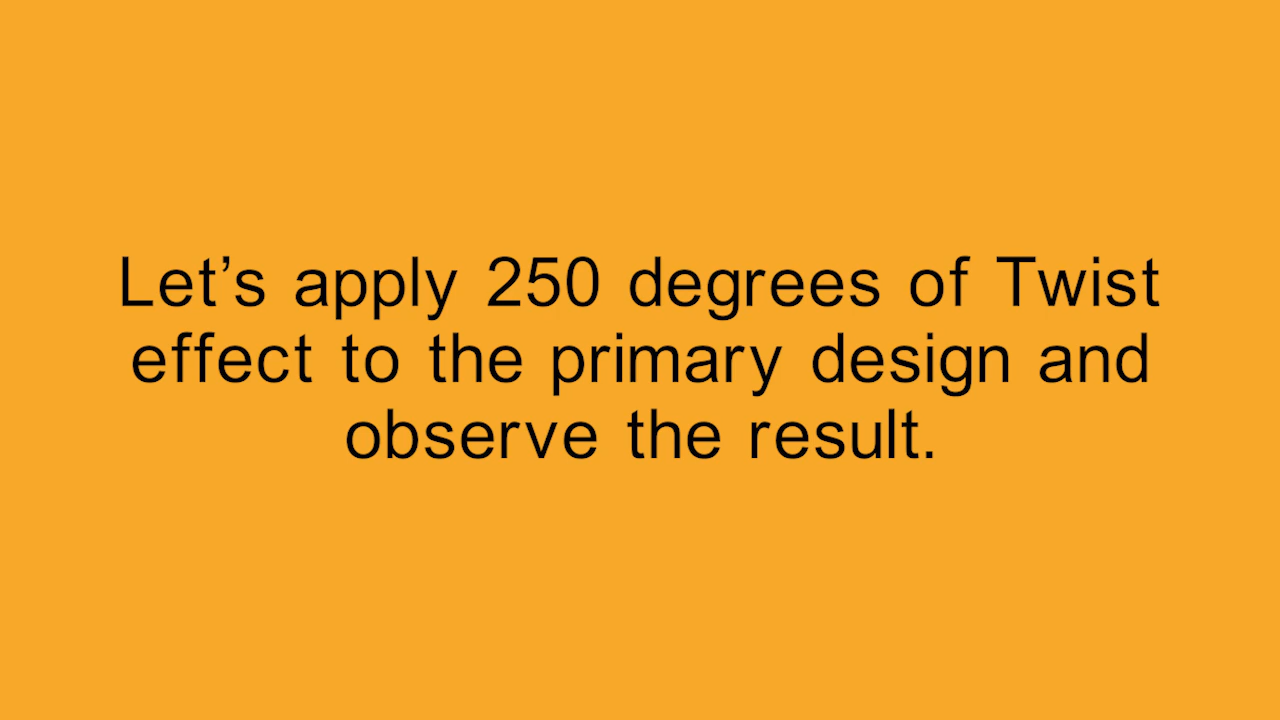 Let’s apply 250 degrees of Twist
effect to the primary design and
observe the result.